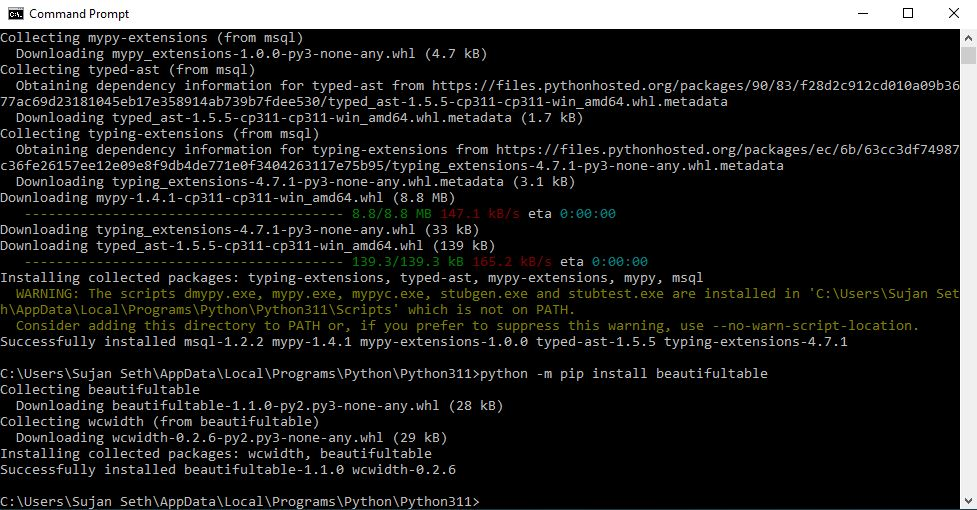 Command Prompt
Collecting mypy-extensions (from msql)
  Downloading mypy_extensions-1.0.0-py3-none-any.whl (4.7 kB)
Collecting typed-ast (from msql)
  Obtaining dependency information for typed-ast from https://files.pythonhosted.org/packages/90/83/f28d2c912cd010a09b36
77ac69d23181045eb17e358914ab739b7fdee530/typed_ast-1.5.5-cp311-cp311-win_amd64.whl.metadata
  Downloading typed_ast-1.5.5-cp311-cp311-win_amd64.whl.metadata (1.7 kB)
Collecting typing-extensions (from msql)
  Obtaining dependency information for typing-extensions from https://files.pythonhosted.org/packages/ec/6b/63cc3df74987
c36fe26157ee12e09e8f9db4de771e0f3404263117e75b95/typing_extensions-4.7.1-py3-none-any.whl.metadata
  Downloading typing_extensions-4.7.1-py3-none-any.whl.metadata (3.1 kB)
Downloading mypy-1.4.1-cp311-cp311-win_amd64.whl (8.8 MB)
   ---------------------------------------- 8.8/8.8 MB 147.1 kB/s eta 0:00:00
Downloading typing_extensions-4.7.1-py3-none-any.whl (33 kB)
Downloading typed_ast-1.5.5-cp311-cp311-win_amd64.whl (139 kB)
   ---------------------------------------- 139.3/139.3 kB 165.2 kB/s eta 0:00:00
Installing collected packages: typing-extensions, typed-ast, mypy-extensions, mypy, msql
  WARNING: The scripts dmypy.exe, mypy.exe, mypyc.exe, stubgen.exe and stubtest.exe are installed in 'C:\Users\Sujan Set
h\AppData\Local\Programs\Python\Python311\Scripts' which is not on PATH.
  Consider adding this directory to PATH or, if you prefer to suppress this warning, use --no-warn-script-location.
Successfully installed msql-1.2.2 mypy-1.4.1 mypy-extensions-1.0.0 typed-ast-1.5.5 typing-extensions-4.7.1
C:\Users\Sujan Seth\AppData\Local\Programs\Python\Python311>python -m pip install beautifultable
Collecting beautifultable
  Downloading beautifultable-1.1.0-py2.py3-none-any.whl (28 kB)
Collecting wcwidth (from beautifultable)
  Downloading wcwidth-0.2.6-py2.py3-none-any.whl (29 kB)
Installing collected packages: wcwidth, beautifultable
Successfully installed beautifultable-1.1.0 wcwidth-0.2.6
C:\Users\Sujan Seth\AppData\Local\Programs\Python\Python311>